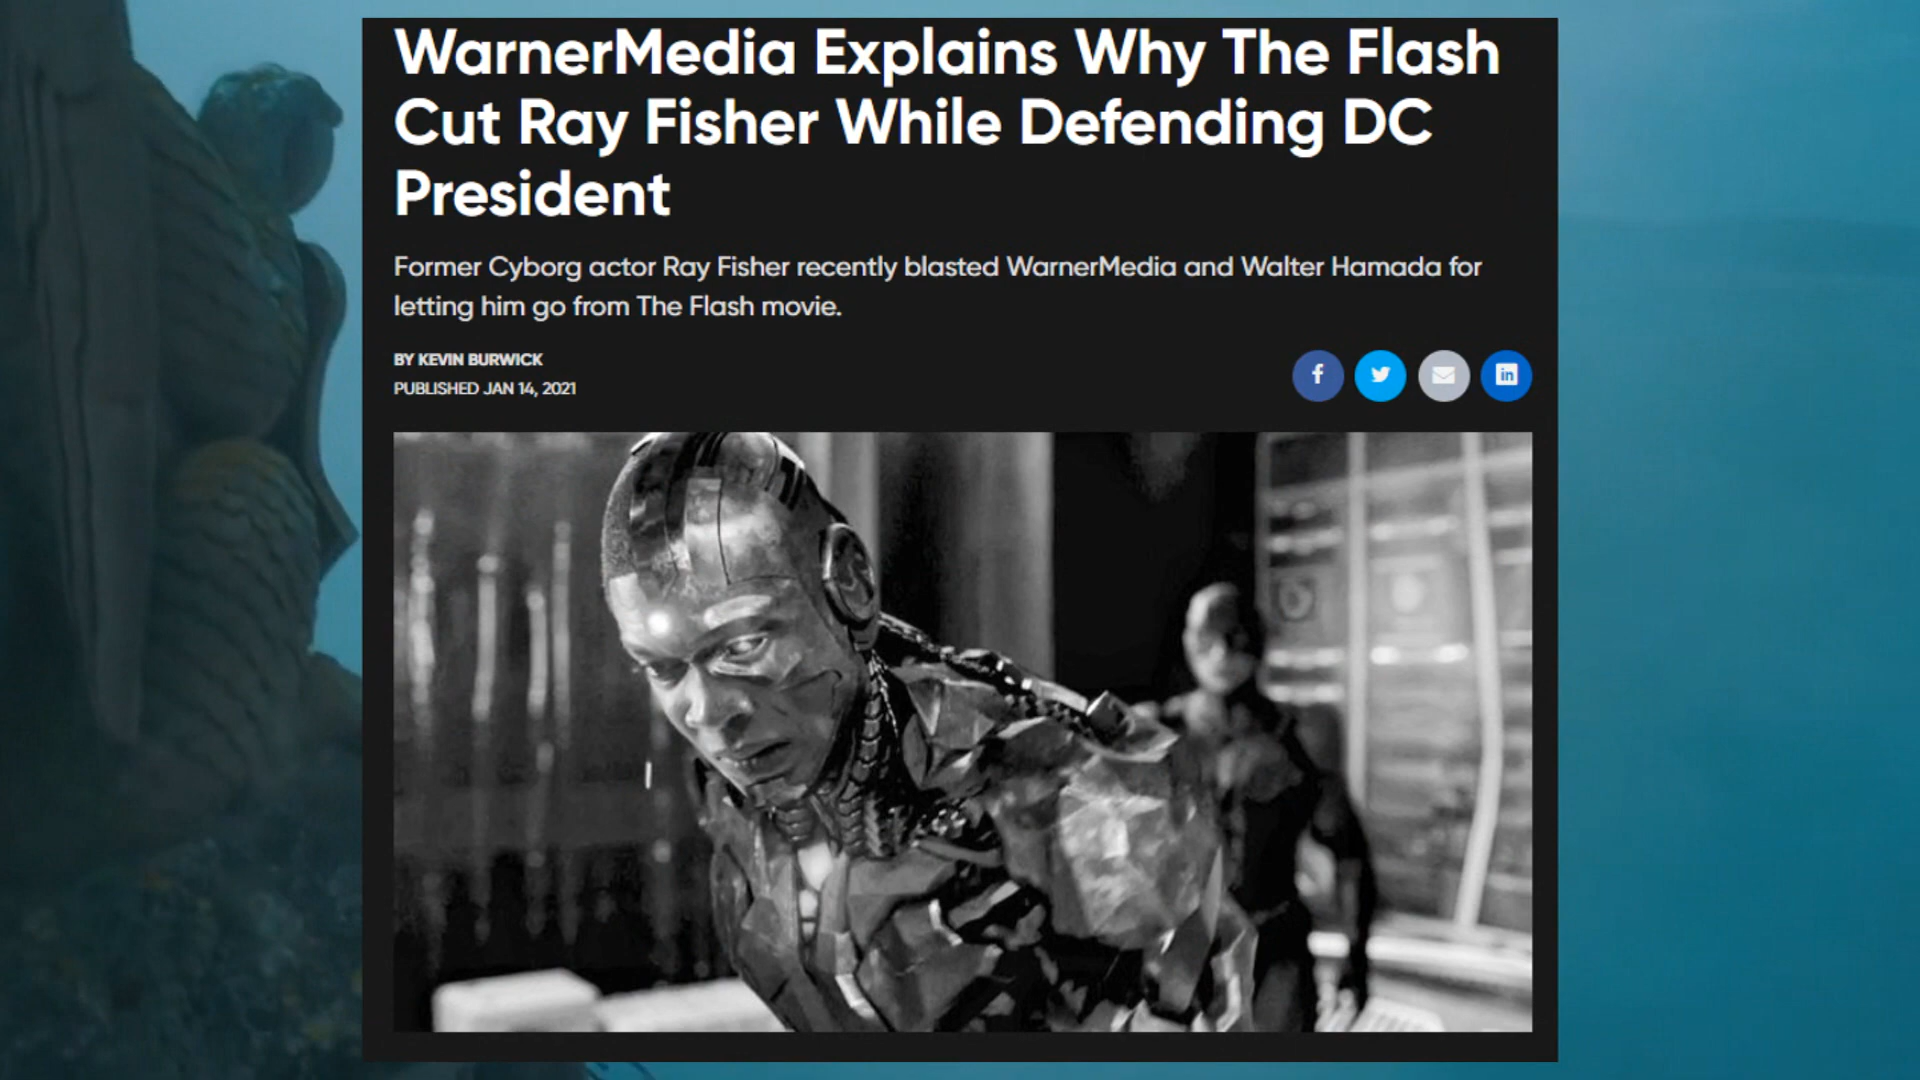 WarnerMedia Explains Why The Flash
Cut Ray Fisher While Defending DC
President
Former Cyborg actor Ray Fisher recently blasted WarnerMedia and Walter Hamada for
letting him go from The Flash movie.
BY KEVIN BURWICK
PUBLISHED JAN 14, 2021
f
in